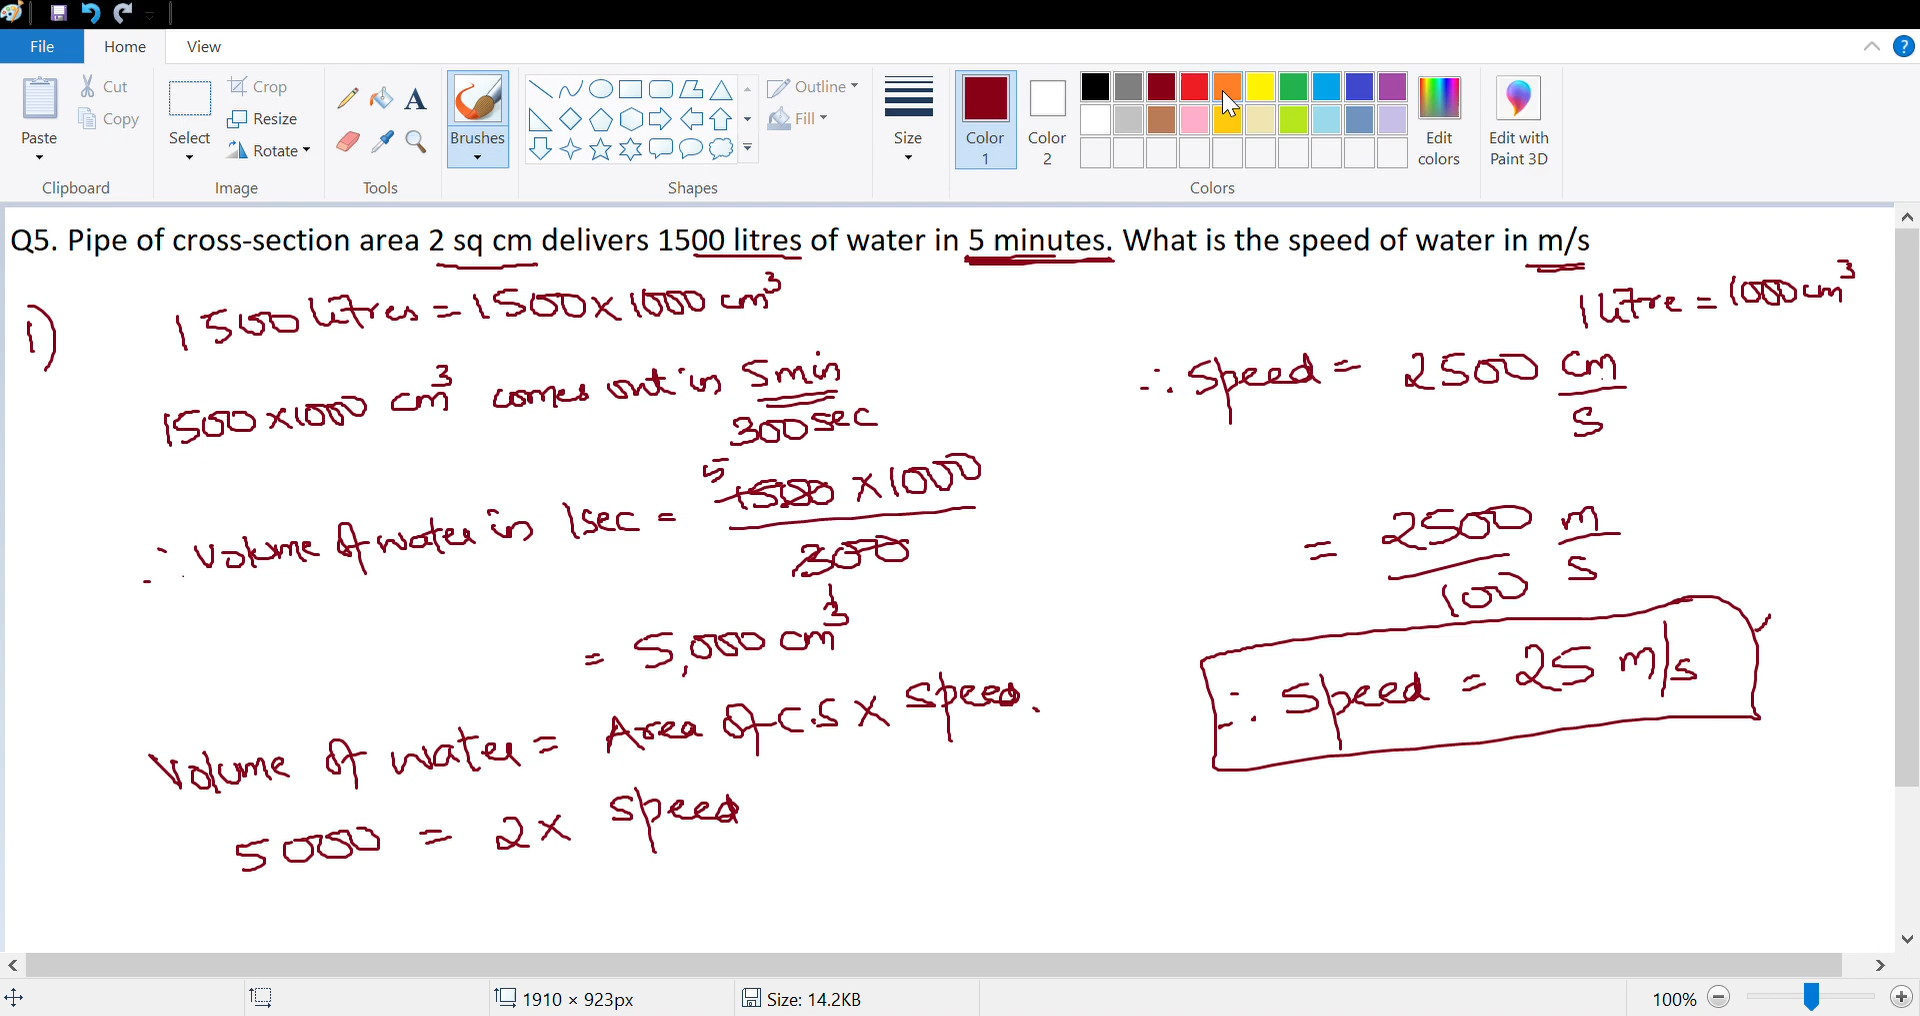 File Home View
Paste Cut Copy Clipboard
Select Crop Resize Rotate Image
Tools
Brushes
Shapes
Outline
Fill
Size
Color 1
Color 2
Colors
Edit colors
Edit with Paint 3D
Q5. Pipe of cross-section area 2 sq cm delivers 1500 litres of water in 5 minutes. What is the speed of water in m/s
1)
1500 litres = 1500 × 1000 cm³
1500 × 1000 cm³ comes out in 5 min
300 sec
∴ Volume of water in 1 sec = 1500 × 1000 / 300
5
1
= 5,000 cm³
Volume of water = Area of C.S × speed.
5000 = 2 × speed
1 litre = 1000 cm³
∴ speed = 2500 cm/s
= 2500/100 m/s
∴ speed = 25 m/s
1910 × 923px
Size: 14.2KB
100%